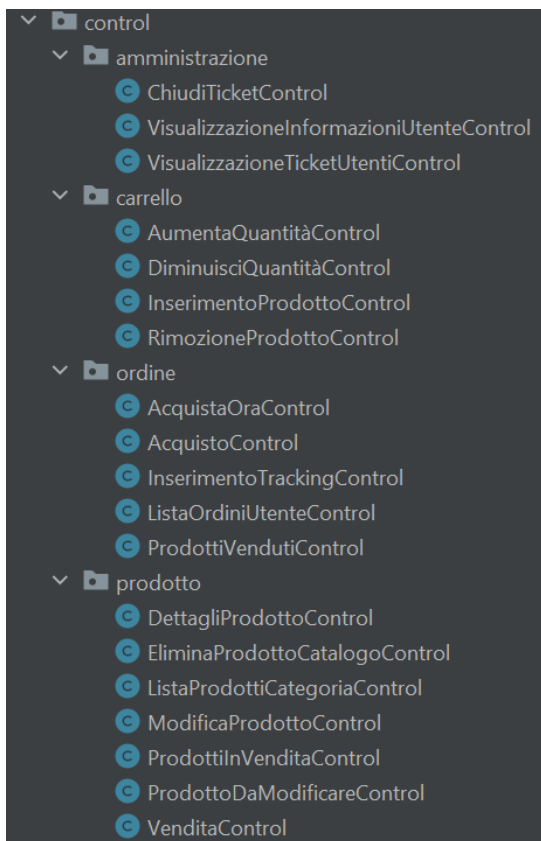 control
amministrazione
ChiudiTicketControl
VisualizzazioneInformazioniUtenteControl
VisualizzazioneTicketUtentiControl
carrello
AumentaQuantitàControl
DiminuisciQuantitàControl
InserimentoProdottoControl
RimozioneProdottoControl
ordine
AcquistaOraControl
AcquistoControl
InserimentoTrackingControl
ListaOrdiniUtenteControl
ProdottiVendutiControl
prodotto
DettagliProdottoControl
EliminaProdottoCatalogoControl
ListaProdottiCategoriaControl
ModificaProdottoControl
ProdottiInVenditaControl
ProdottoDaModificareControl
VenditaControl